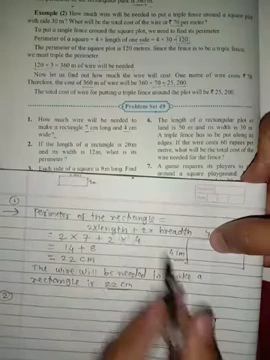 Example (2) How much wire will be needed to put a triple fence around a square plot
with side 30 m? What will be the total cost of wire at ₹ 70 per metre?
To put a triple fence around the square plot, we need to find its perimeter.
Perimeter of a square = 4 × length of one side = 4 × 30 = 120.
The perimeter of the square plot is 120 metres. Since the fence is to be a triple fence,
we must triple the perimeter.
120 × 3 = 360 m of wire will be needed.
Now let us find out how much the wire will cost. One metre of wire costs ₹ 70
Therefore, the cost of 360 m of wire will be 360 × 70 = 25, 200.
The total cost of wire for putting a triple fence around the plot will be ₹ 25, 200.
Problem Set 49
1. How much wire will be needed to
make a rectangle 7 cm long and 4 cm
wide?
2. If the length of a rectangle is 20m
and its width is 12m, when is its
perimeter?
3. Each side of a square is 9m long. Find
6. The length of a rectangular plot of
land is 50 m and its width is 30 m.
A triple fence has to be put along its
edges. If the wire costs 60 rupees per
metre, what will be the total cost of the
wire needed for the fence?
7. A game requires its players to
around a square playground
1
Perimeter of the rectangle =
2xlength + 2x breadth
= 2 x 7 + 2 x 4
14 + 8
= 22 cm
The wire will be needed to make a
rectangle is 22 cm
2